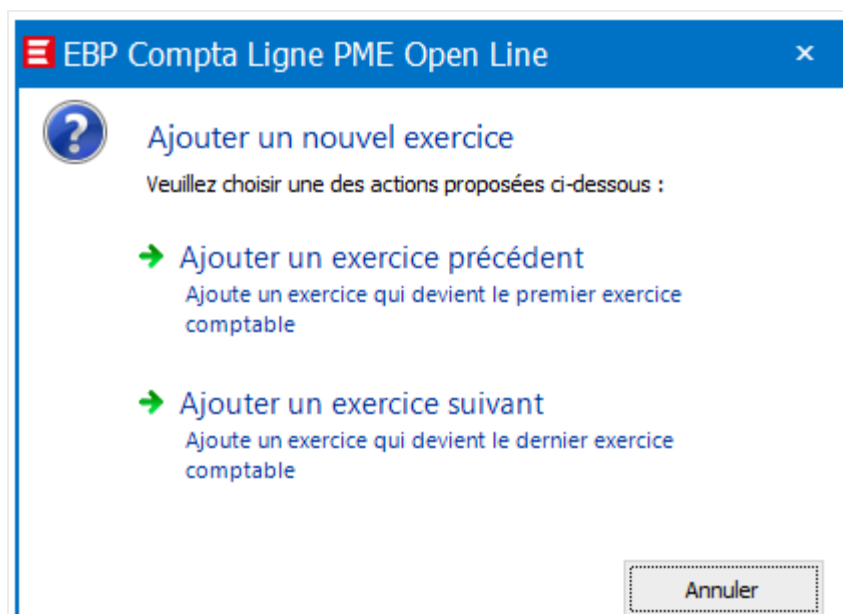 EBP Compta Ligne PME Open Line
Ajouter un nouvel exercice
Veuillez choisir une des actions proposées ci-dessous :
Ajouter un exercice précédent
Ajoute un exercice qui devient le premier exercice
comptable
Ajouter un exercice suivant
Ajoute un exercice qui devient le dernier exercice
comptable
Annuler